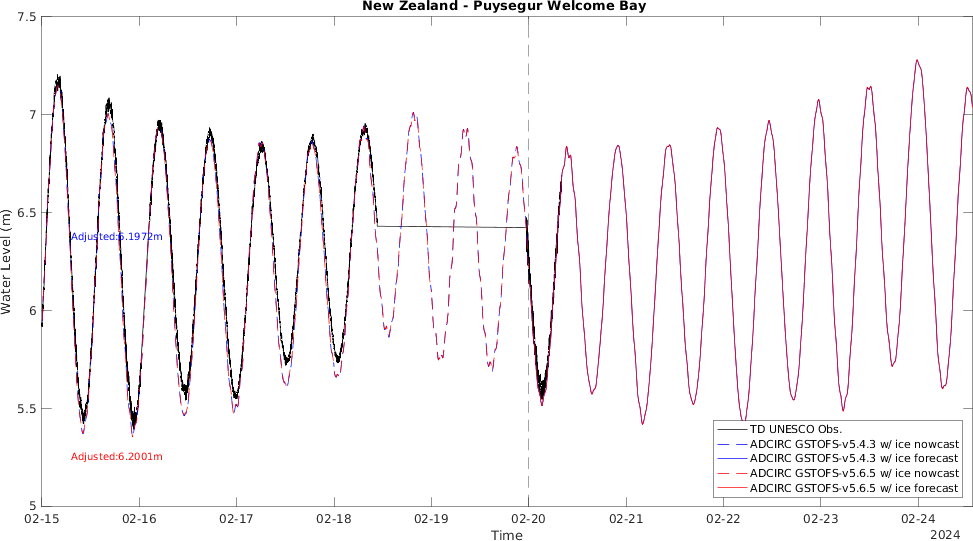 New Zealand - Puysegur Welcome Bay
7.5
7
6.5
6
5.5
5
Water Level (m)
Adjusted:6.1972m
Adjusted:6.2001m
TD UNESCO Obs.
ADCIRC GSTOFS-v5.4.3 w/ ice nowcast
ADCIRC GSTOFS-v5.4.3 w/ ice forecast
ADCIRC GSTOFS-v5.6.5 w/ ice nowcast
ADCIRC GSTOFS-v5.6.5 w/ ice forecast
02-15 02-16 02-17 02-18 02-19 02-20 02-21 02-22 02-23 02-24
Time
2024